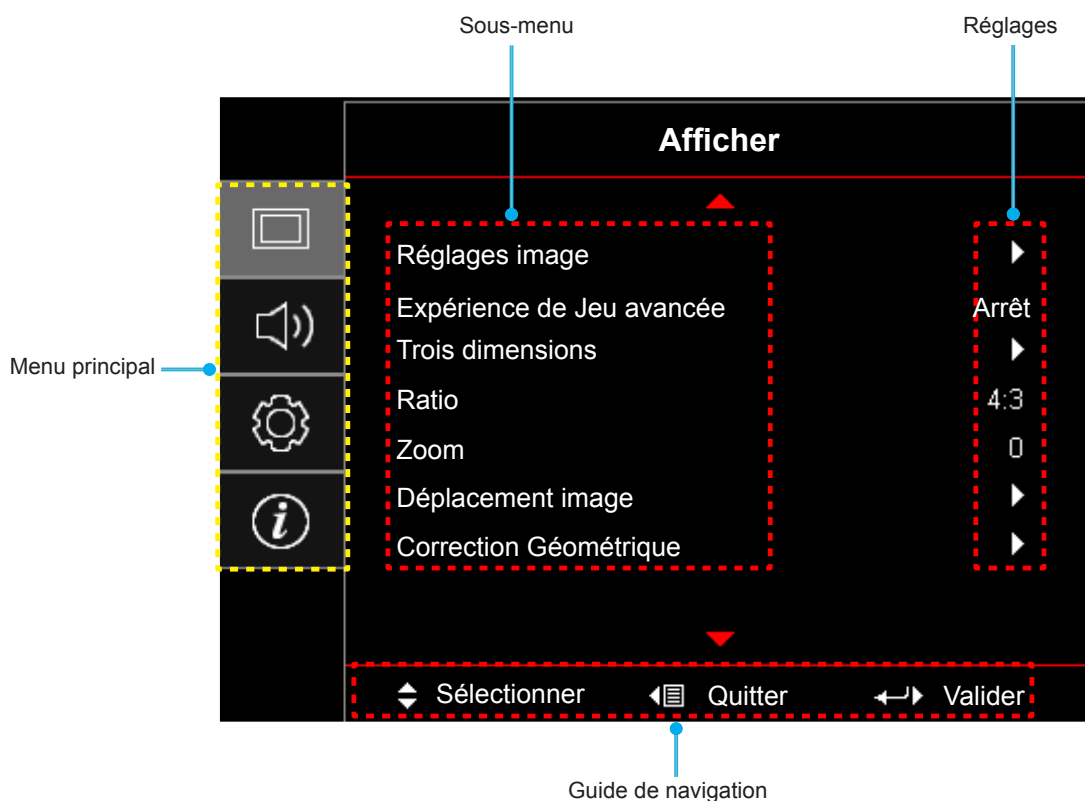 Sous-menu Réglages
Afficher
Réglages image
Expérience de Jeu avancée Arrêt
Trois dimensions
Menu principal
Ratio 4:3
Zoom 0
Déplacement image
Correction Géométrique
Sélectionner Quitter Valider
Guide de navigation